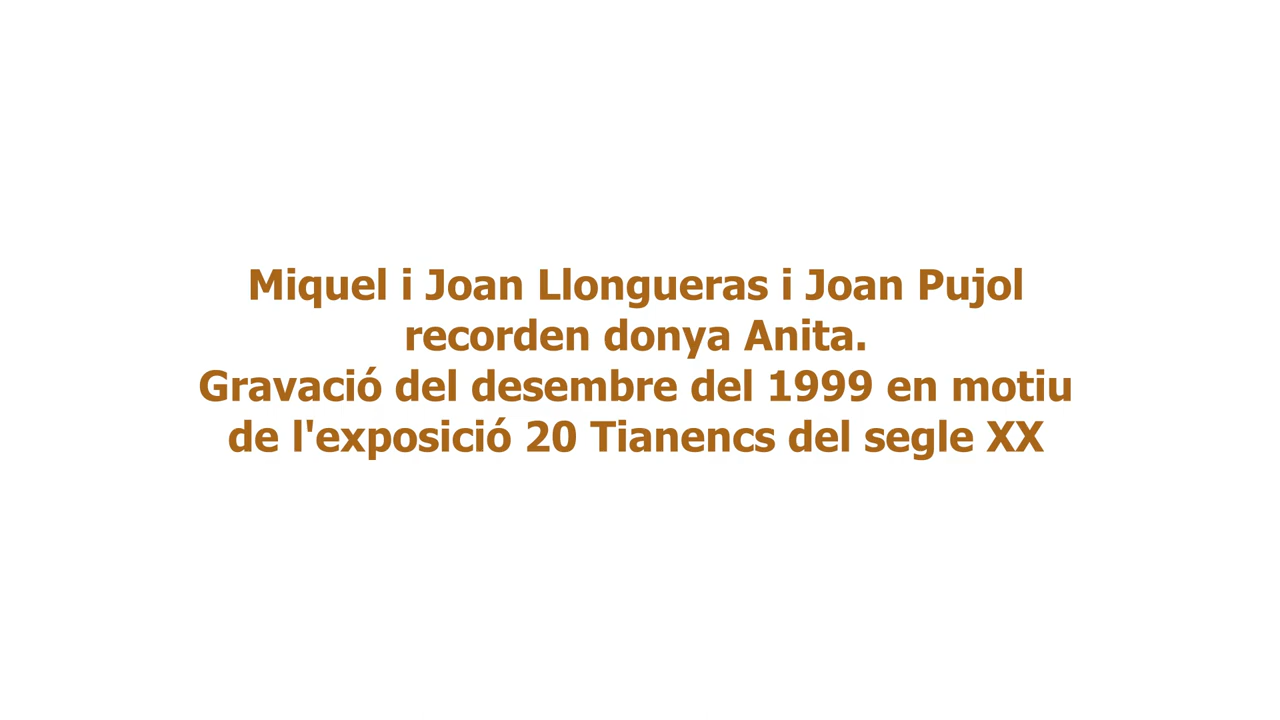 Miquel i Joan Llongueras i Joan Pujol
recorden donya Anita.
Gravació del desembre del 1999 en motiu
de l'exposició 20 Tianencs del segle XX